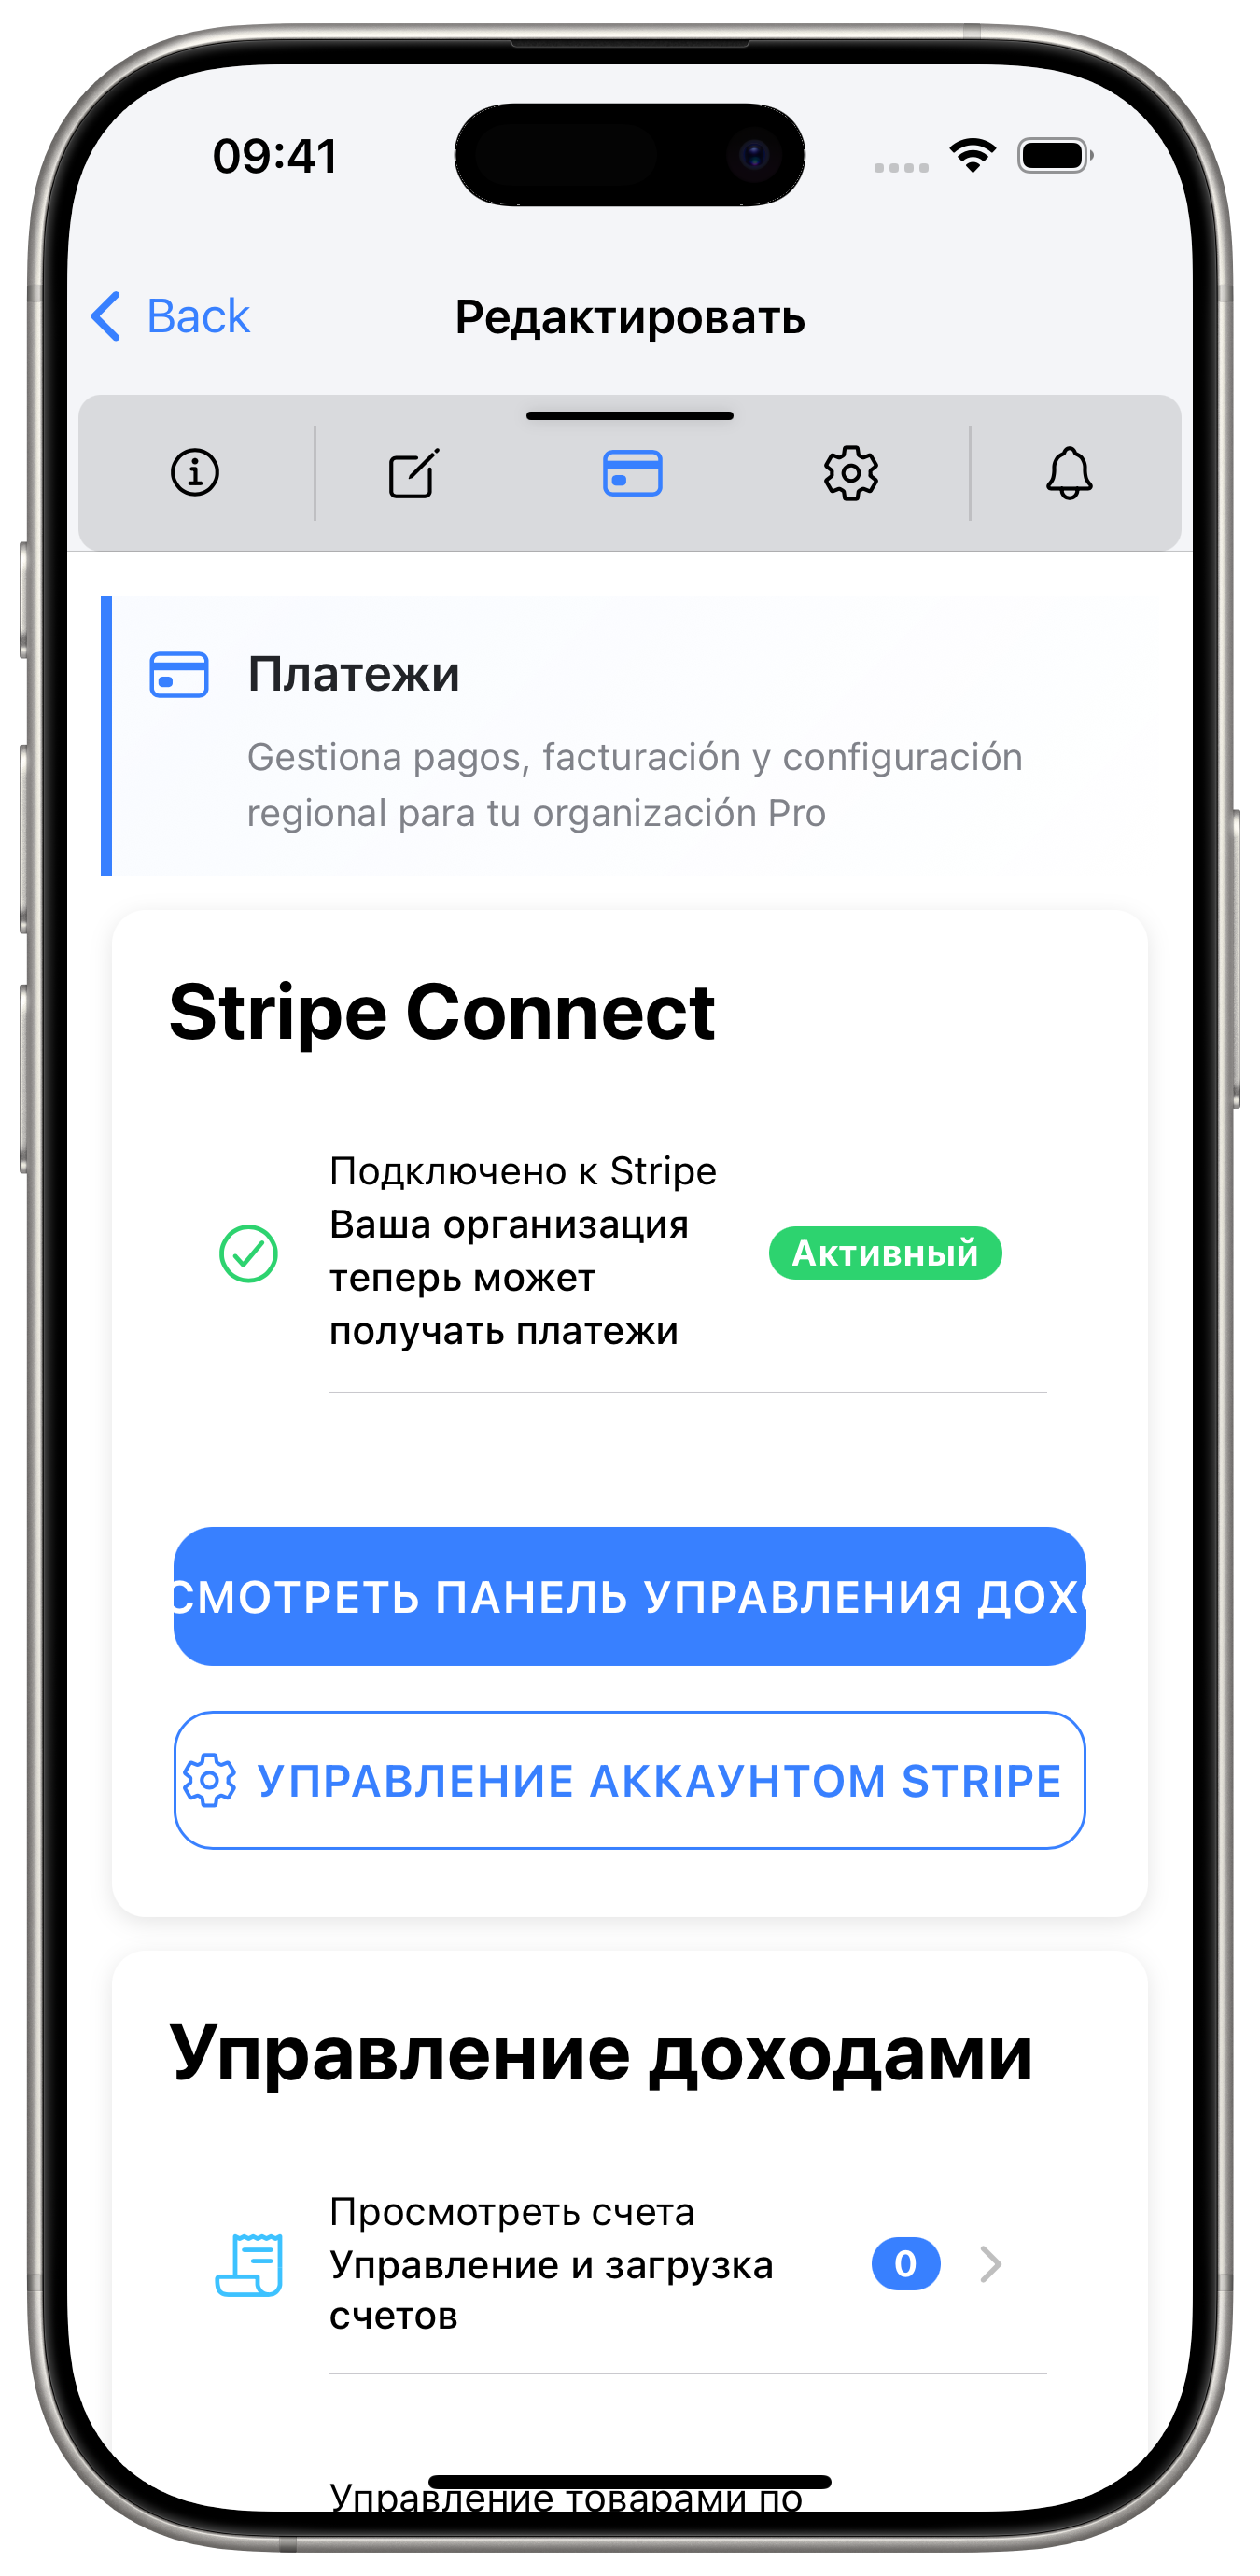 09:41
Back
Редактировать
Платежи
Gestiona pagos, facturación y configuración
regional para tu organización Pro
Stripe Connect
Подключено к Stripe
Ваша организация
теперь может
получать платежи
Активный
СМОТРЕТЬ ПАНЕЛЬ УПРАВЛЕНИЯ
УПРАВЛЕНИЕ АККАУНТОМ STRIPE
Управление доходами
Просмотреть счета
Управление и загрузка
счетов
0
Управление товарами по